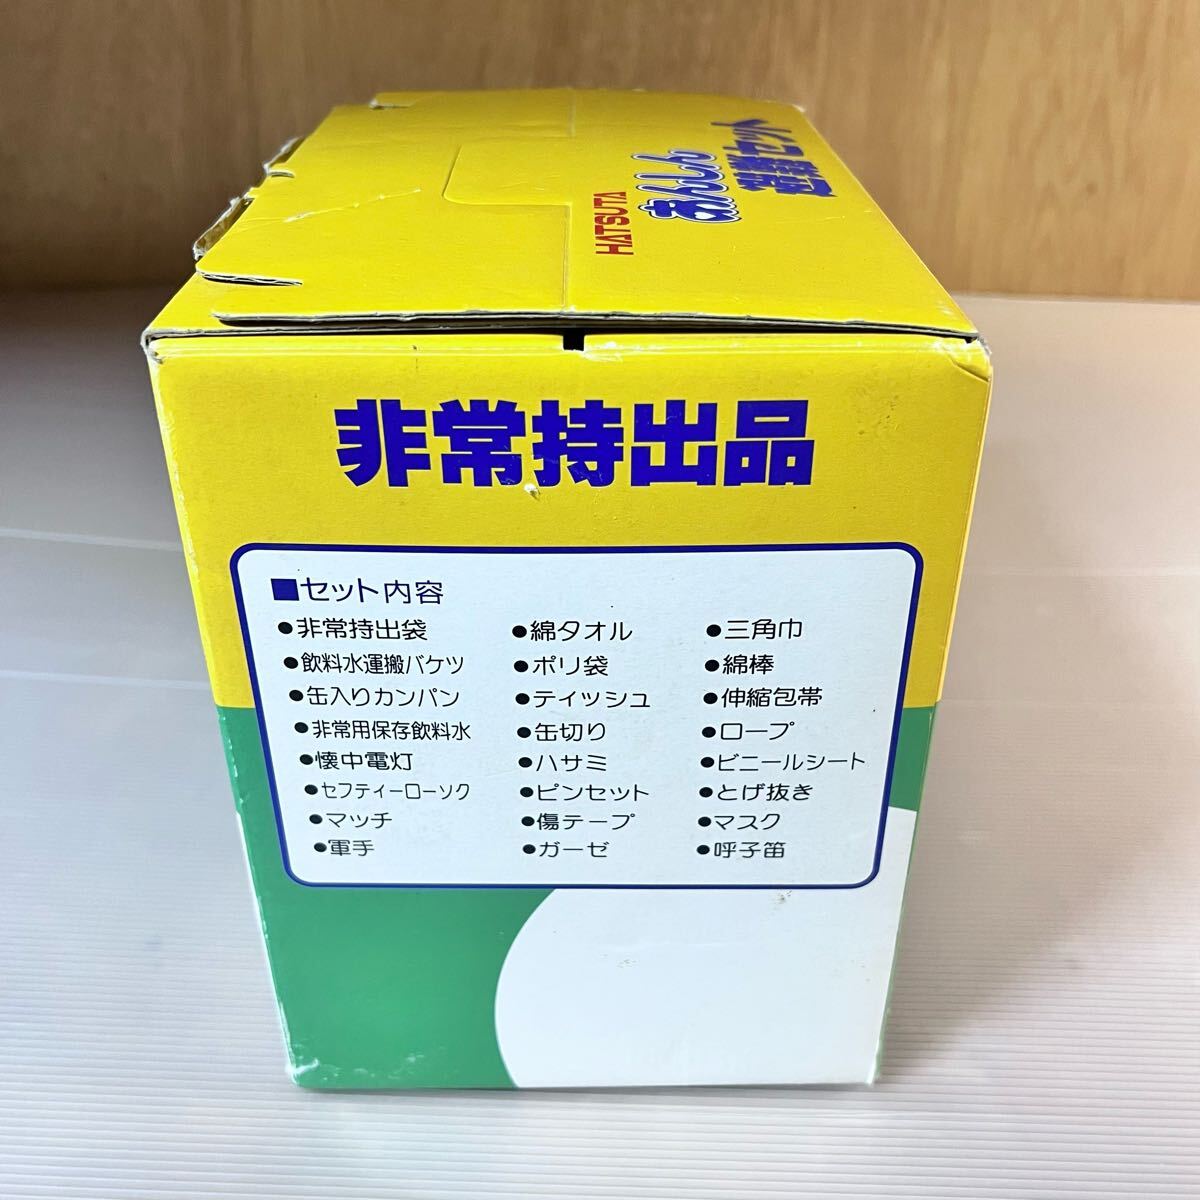 HATSUTA
あんしん
避難セット
非常持出品
■セット内容
●非常持出袋
●飲料水運搬バケツ
●缶入りカンパン
●非常用保存飲料水
●懐中電灯
●セフティーローソク
●マッチ
●軍手
●綿タオル
●ポリ袋
●ティッシュ
●缶切り
●ハサミ
●ピンセット
●傷テープ
●ガーゼ
●三角巾
●綿棒
●伸縮包帯
●ロープ
●ビニールシート
●とげ抜き
●マスク
●呼子笛